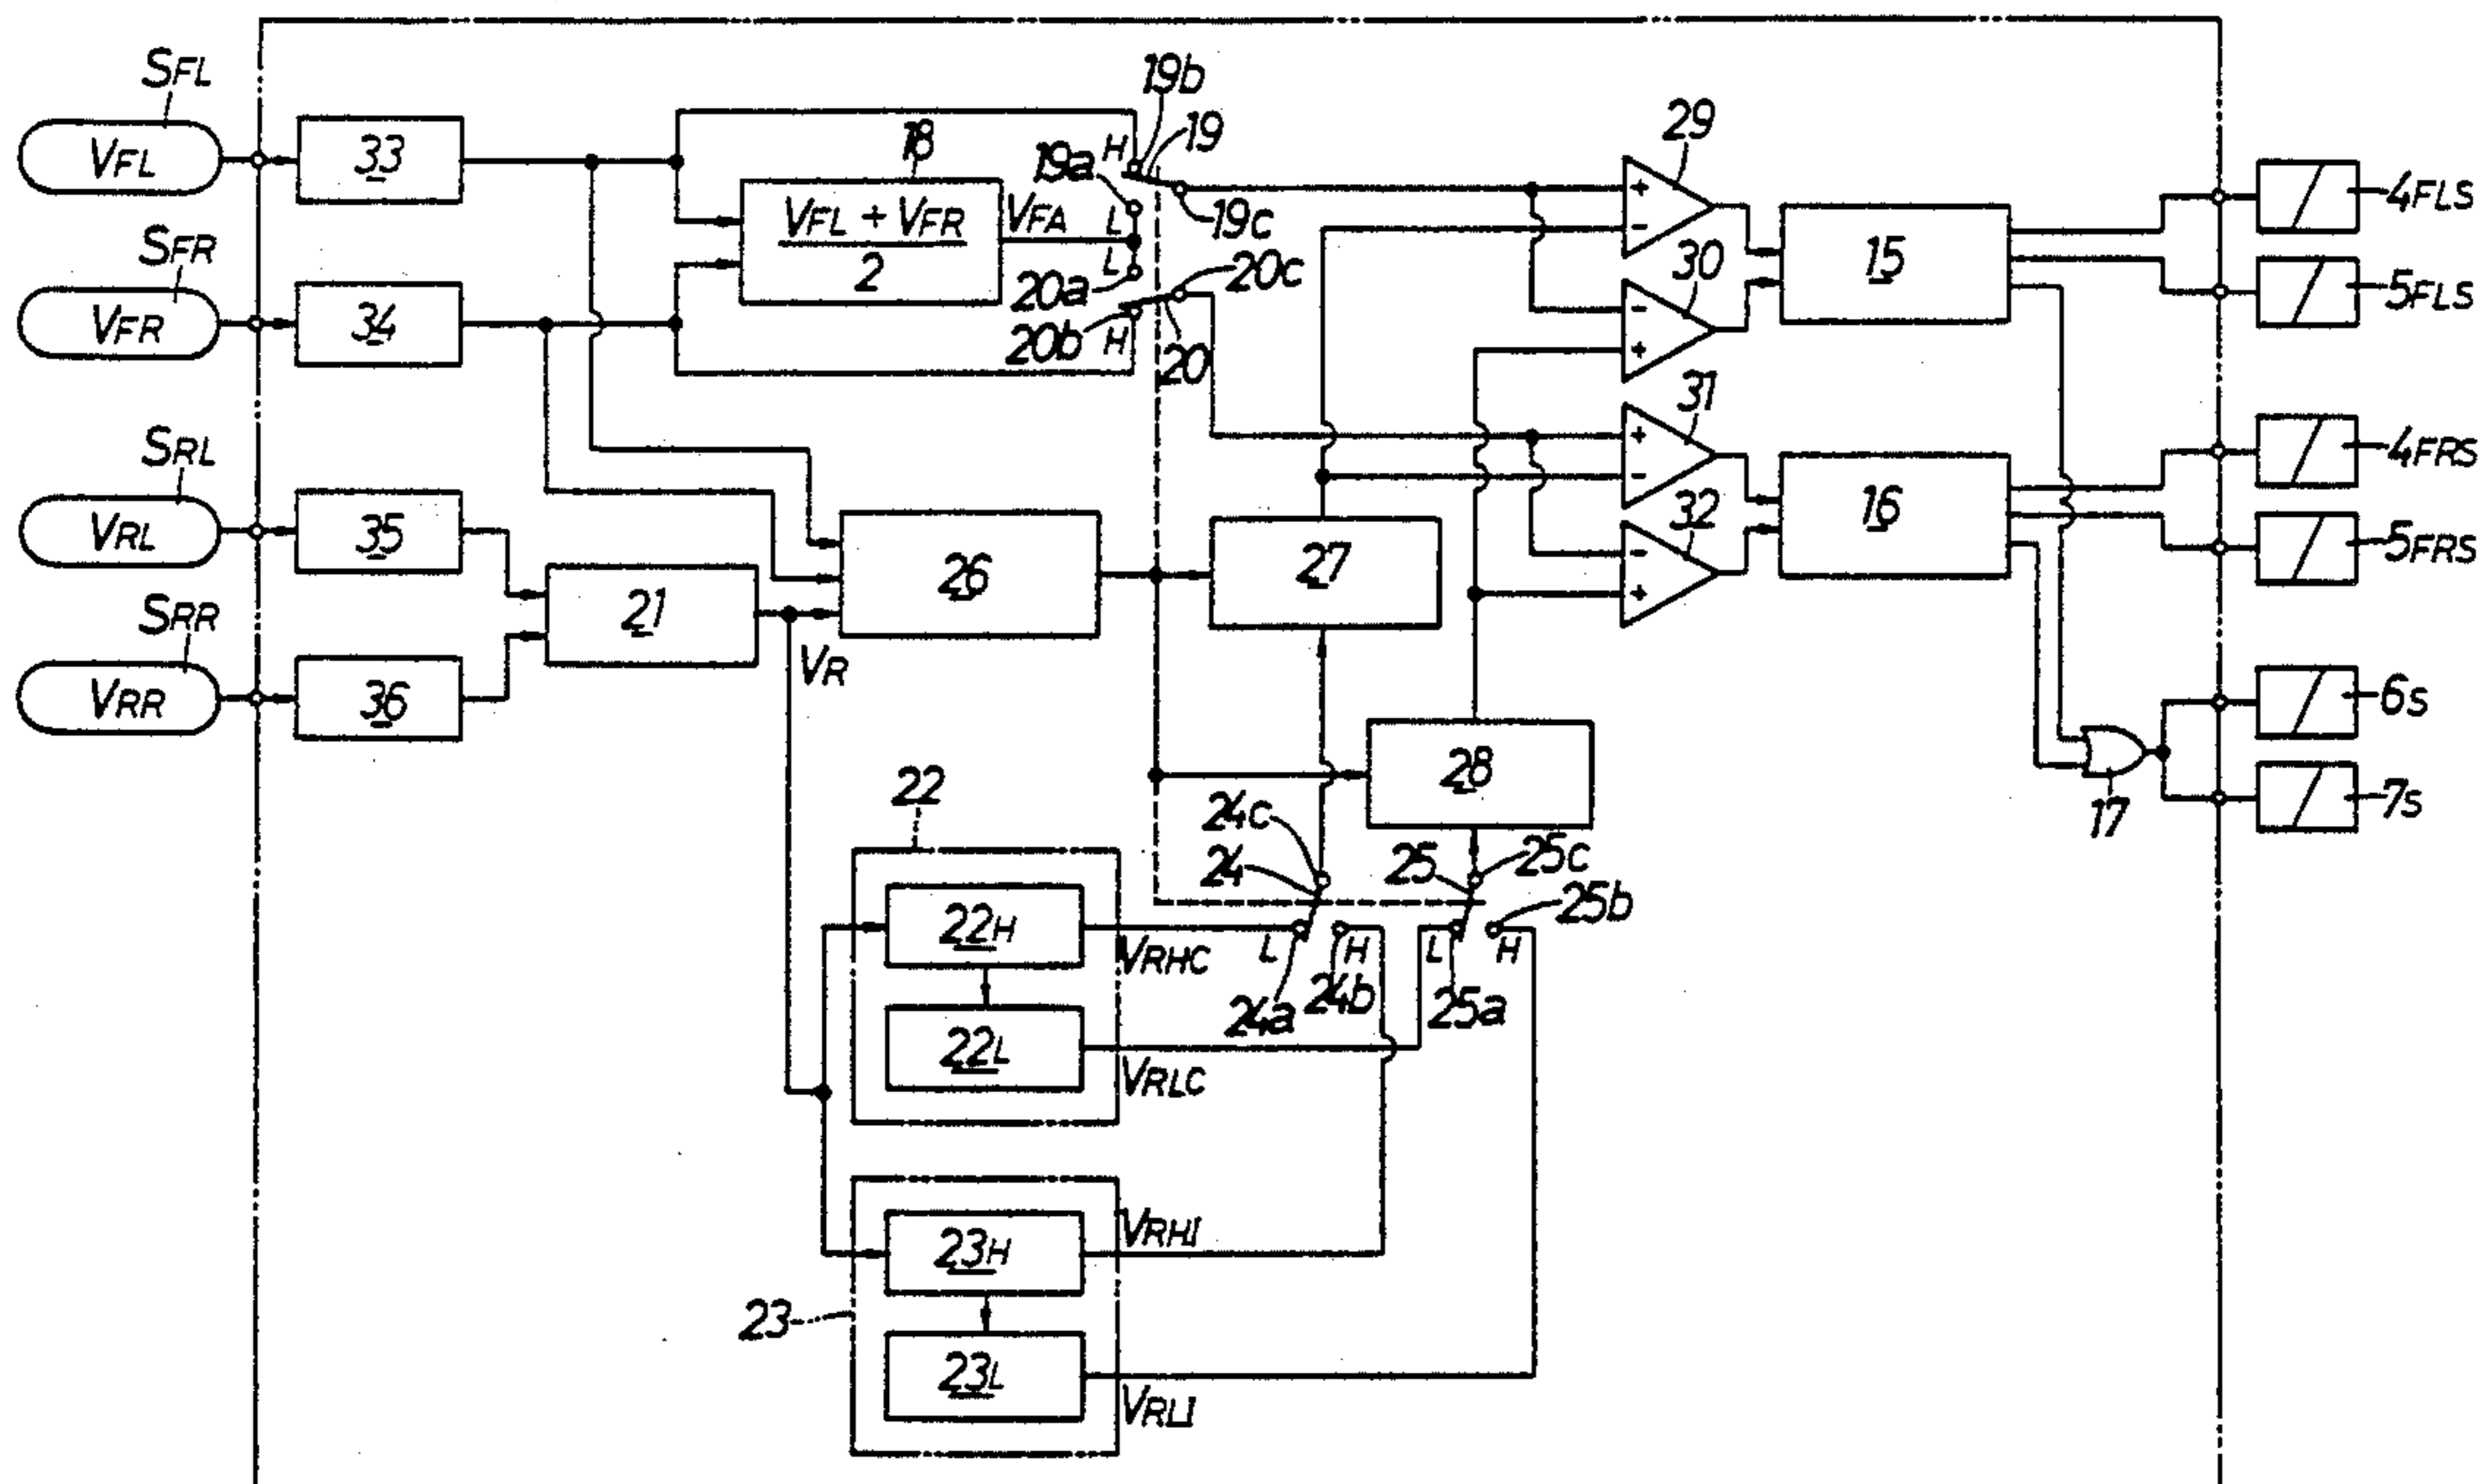 SFL
VFL
33
SFR
VFR
34
SRL
VRL
35
SRR
VRR
36
21
VR
18
VFL + VFR
2
VFA
19b
19
H
19a
L
19c
L
20a
20c
20b
H
20
26
27
28
29
+
-
30
-
+
31
+
-
32
-
+
15
16
17
4FLS
5FLS
4FRS
5FRS
6S
7S
22
22H
VRHC
22L
VRLC
23
23H
VRHI
23L
VRLI
24c
24
L
H
24a
24b
25
25c
25b
L
H
25a